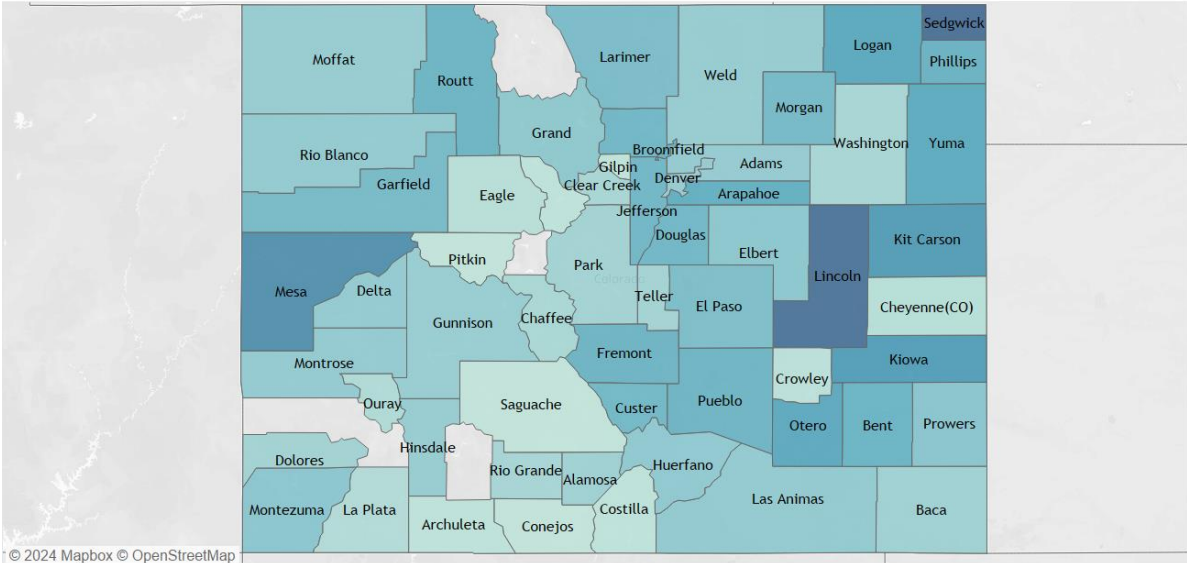 Sedgwick
Logan
Larimer
Moffat
Phillips
Weld
Routt
Morgan
Grand
Washington
Yuma
Broomfield
Rio Blanco
Adams
Gilpin
Denver
Garfield
Clear Creek
Arapahoe
Eagle
Jefferson
Douglas
Kit Carson
Elbert
Pitkin
Park
Lincoln
Colorado
Mesa
Delta
Teller
El Paso
Cheyenne(CO)
Chaffee
Gunnison
Fremont
Kiowa
Montrose
Crowley
Pueblo
Ouray
Saguache
Custer
Otero
Bent
Prowers
Hinsdale
Dolores
Huerfano
Rio Grande
Alamosa
Las Animas
Montezuma
La Plata
Costilla
Baca
Archuleta
Conejos
© 2024 Mapbox © OpenStreetMap